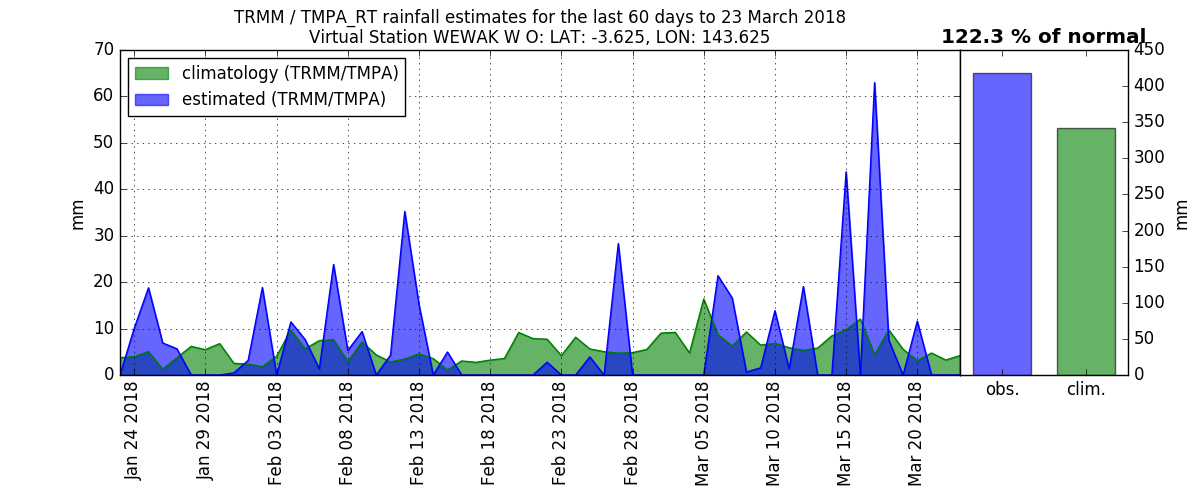 TRMM / TMPA_RT rainfall estimates for the last 60 days to 23 March 2018
Virtual Station WEWAK W O: LAT: -3.625, LON: 143.625
122.3 % of normal
climatology (TRMM/TMPA)
estimated (TRMM/TMPA)
70
60
50
40
30
20
10
0
mm
Jan 24 2018
Jan 29 2018
Feb 03 2018
Feb 08 2018
Feb 13 2018
Feb 18 2018
Feb 23 2018
Feb 28 2018
Mar 05 2018
Mar 10 2018
Mar 15 2018
Mar 20 2018
obs.
clim.
450
400
350
300
250
200
150
100
50
0
mm